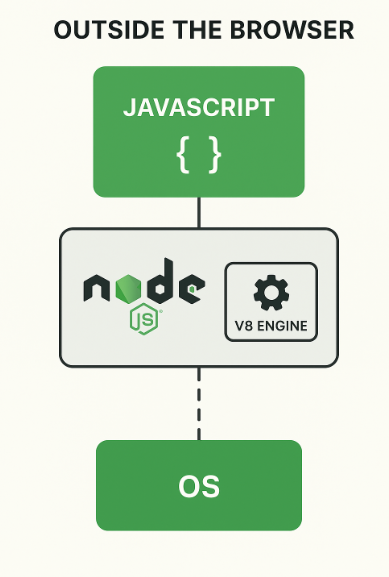 OUTSIDE THE BROWSER
JAVASCRIPT
{ }
node
JS
V8 ENGINE
OS